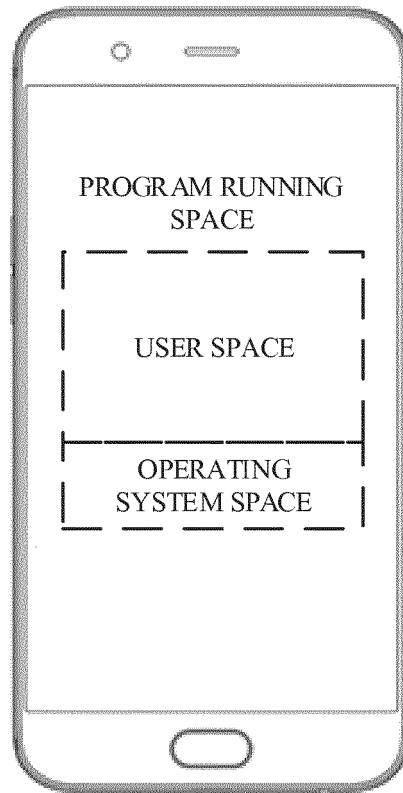 PROGRAM RUNNING
SPACE
USER SPACE
OPERATING
SYSTEM SPACE